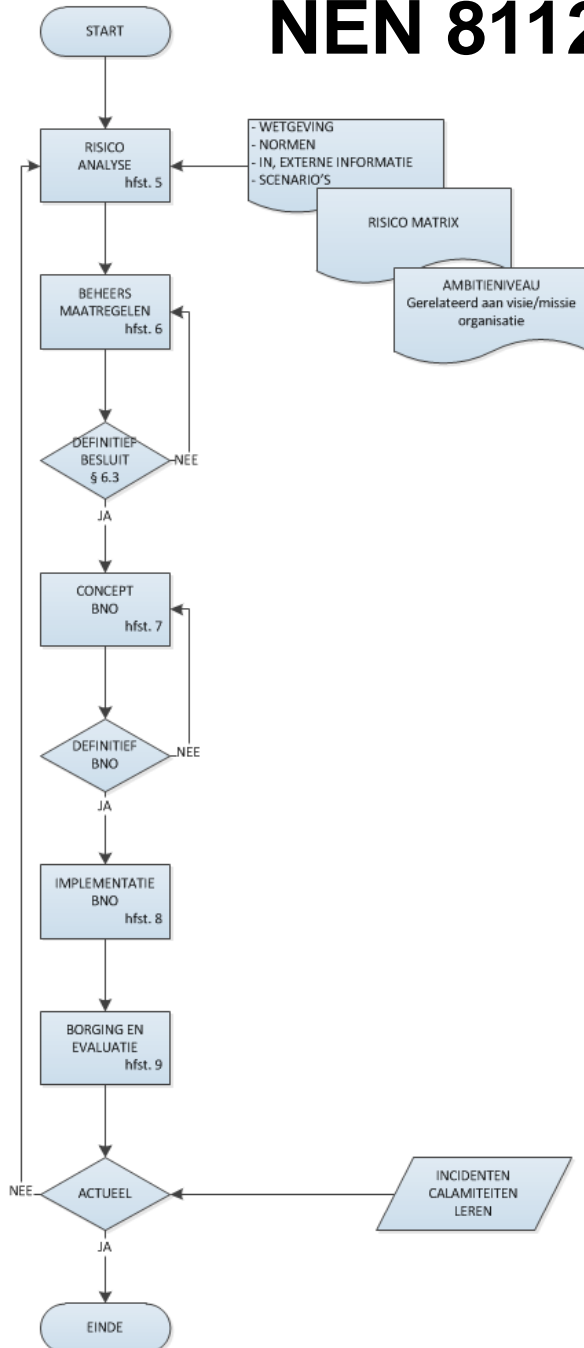 NEN 8112
START
RISICO
ANALYSE
hfst. 5
- WETGEVING
- NORMEN
- IN, EXTERNE INFORMATIE
- SCENARIO'S
RISICO MATRIX
AMBITIENIVEAU
Gerelateerd aan visie/missie
organisatie
BEHEERS
MAATREGELEN
hfst. 6
DEFINITIEF
BESLUIT
§ 6.3
NEE
JA
CONCEPT
BNO
hfst. 7
DEFINITIEF
BNO
NEE
JA
IMPLEMENTATIE
BNO
hfst. 8
BORGING EN
EVALUATIE
hfst. 9
NEE
ACTUEEL
INCIDENTEN
CALAMITEITEN
LEREN
JA
EINDE